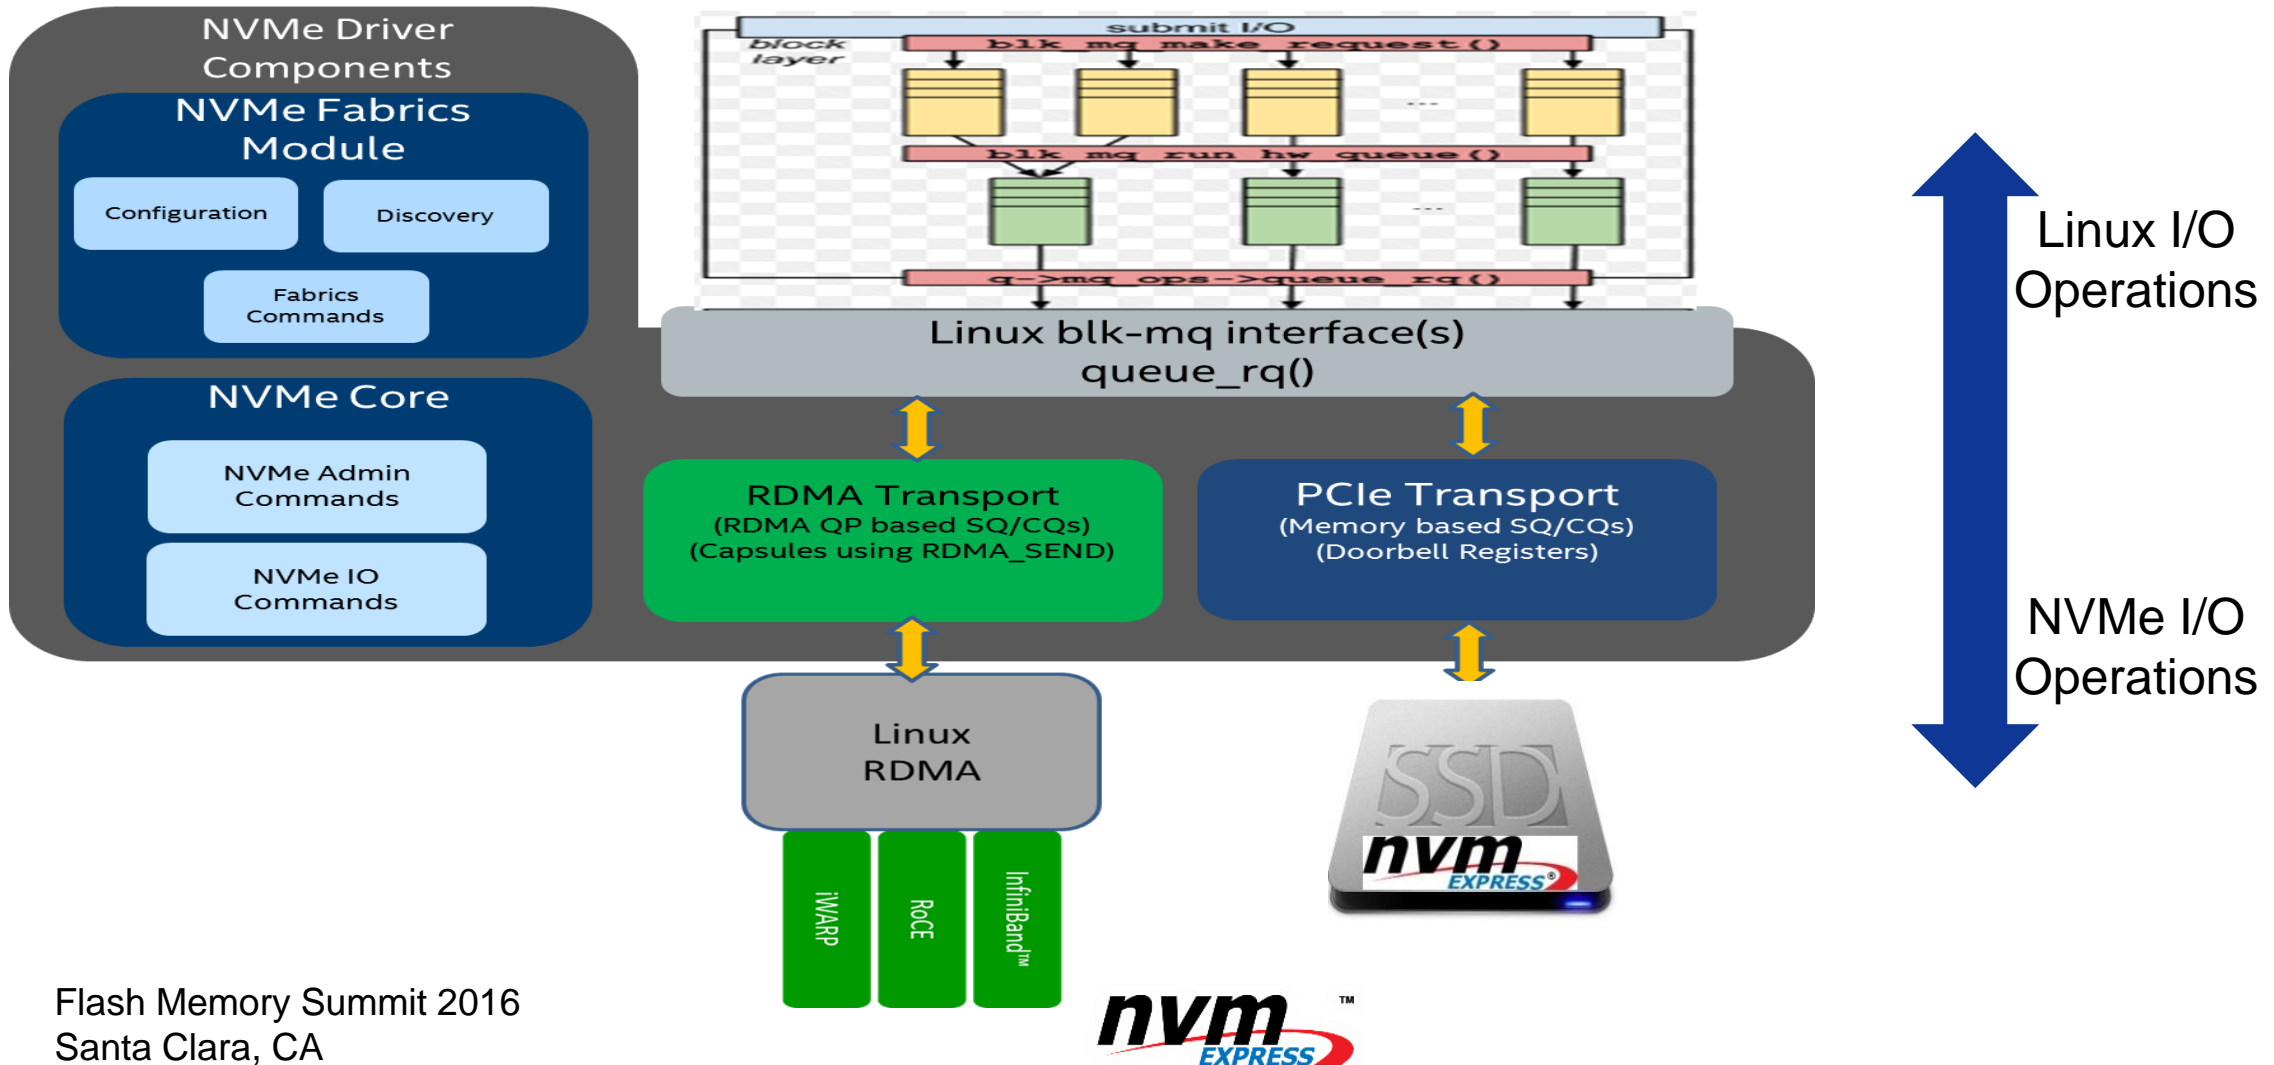 NVMe Driver
Components
NVMe Fabrics
Module
Configuration
Discovery
Fabrics
Commands
NVMe Core
NVMe Admin
Commands
NVMe IO
Commands
submit I/O
block
layer
blk_mq_make_request()
...
blk_mq_run_hw_queue()
...
q->mq_ops->queue_rq()
Linux blk-mq interface(s)
queue_rq()
RDMA Transport
(RDMA QP based SQ/CQs)
(Capsules using RDMA_SEND)
PCIe Transport
(Memory based SQ/CQs)
(Doorbell Registers)
Linux
RDMA
iWARP
RoCE
InfiniBand™
SSD
nvm
EXPRESS®
Linux I/O
Operations
NVMe I/O
Operations
Flash Memory Summit 2016
Santa Clara, CA
nvm ™
EXPRESS